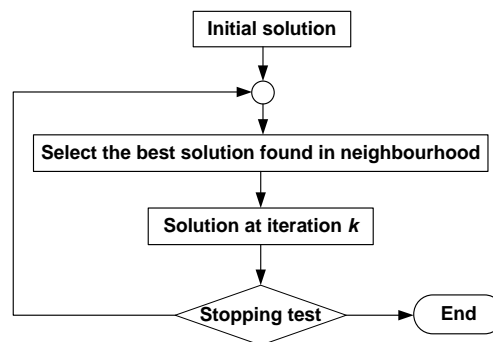 Initial solution
Select the best solution found in neighbourhood
Solution at iteration k
Stopping test
End